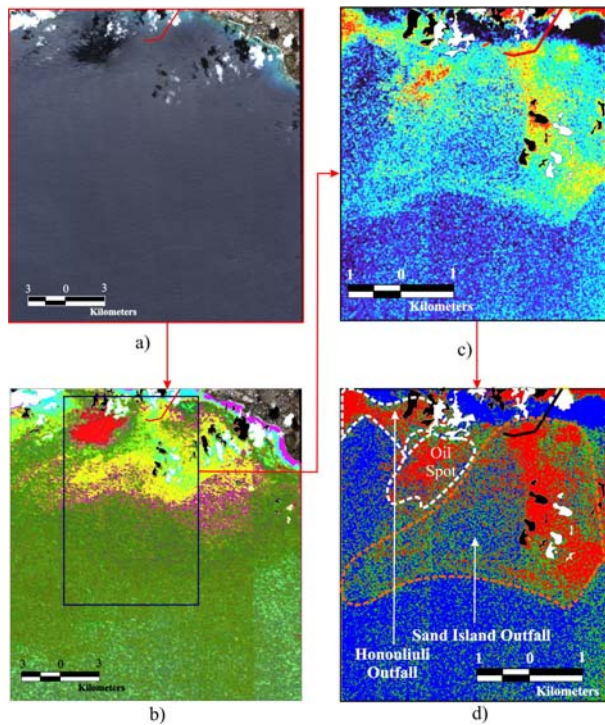 3 0 3
Kilometers
a)
1 0 1
Kilometers
c)
3 0 3
Kilometers
b)
Oil
Spot
Sand Island Outfall
Honouliuli
Outfall
1 0 1
Kilometers
d)